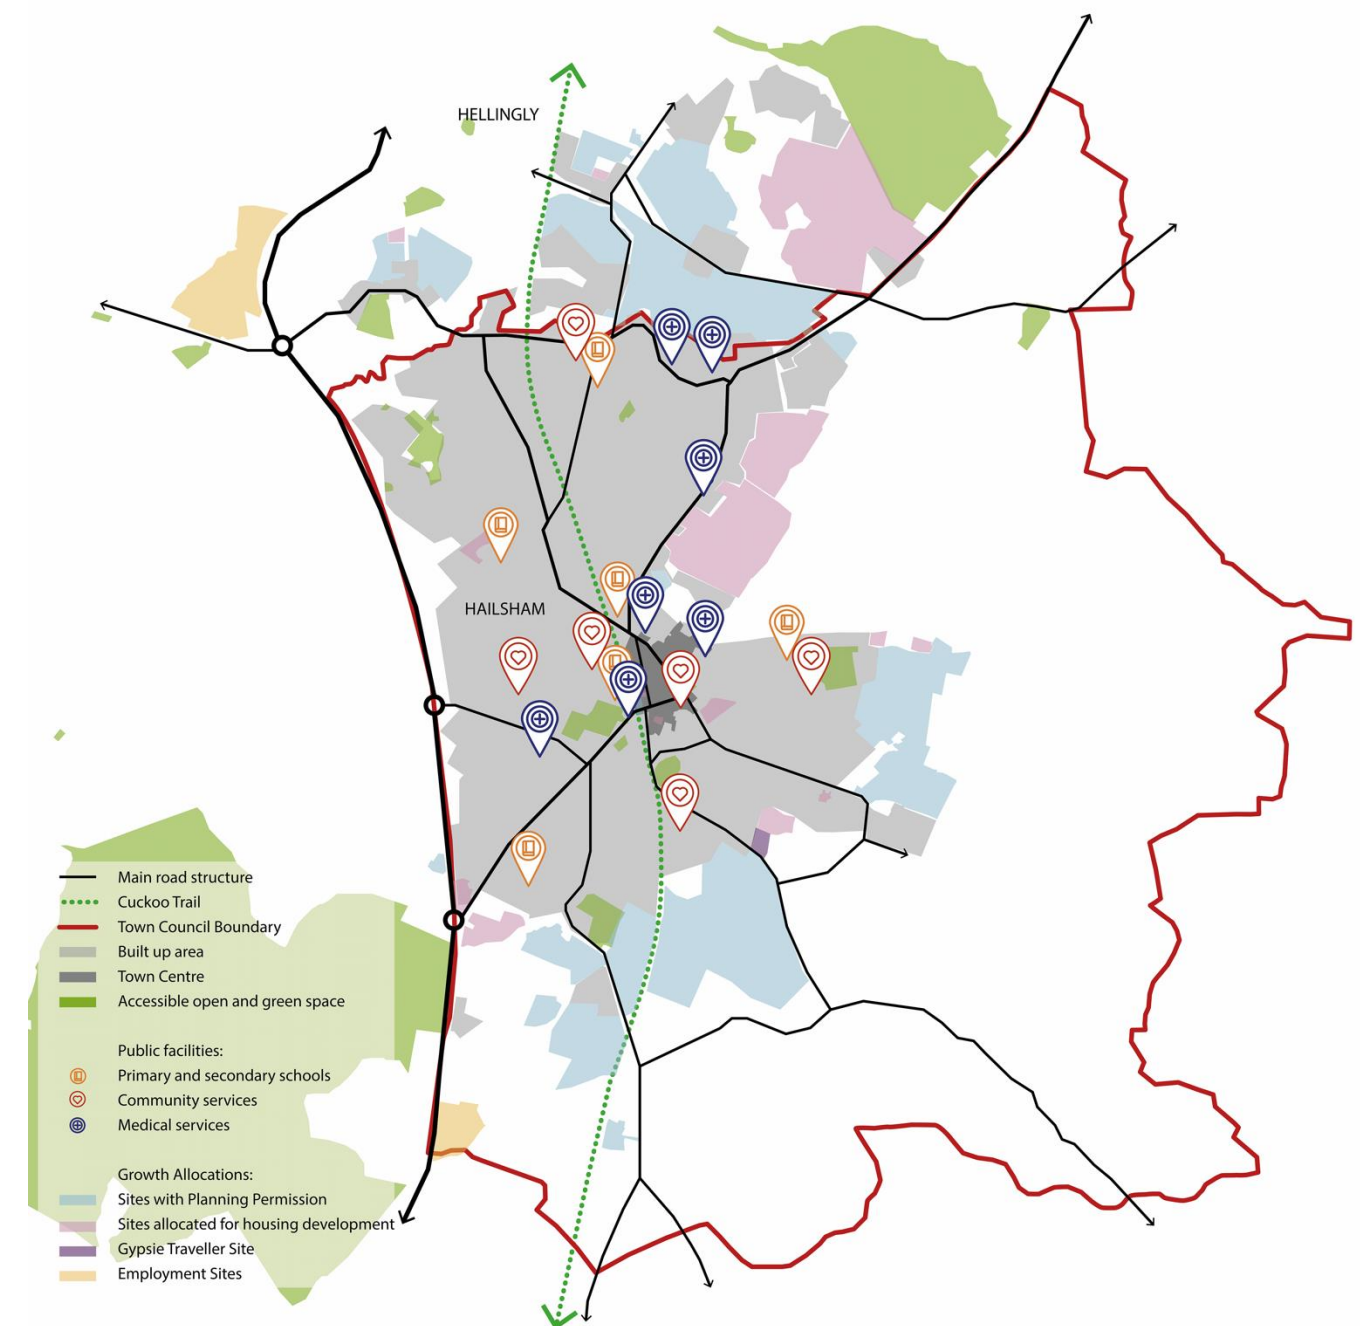 HELLINGLY
HAILSHAM
Main road structure
Cuckoo Trail
Town Council Boundary
Built up area
Town Centre
Accessible open and green space
Public facilities:
Primary and secondary schools
Community services
Medical services
Growth Allocations:
Sites with Planning Permission
Sites allocated for housing development
Gypsie Traveller Site
Employment Sites